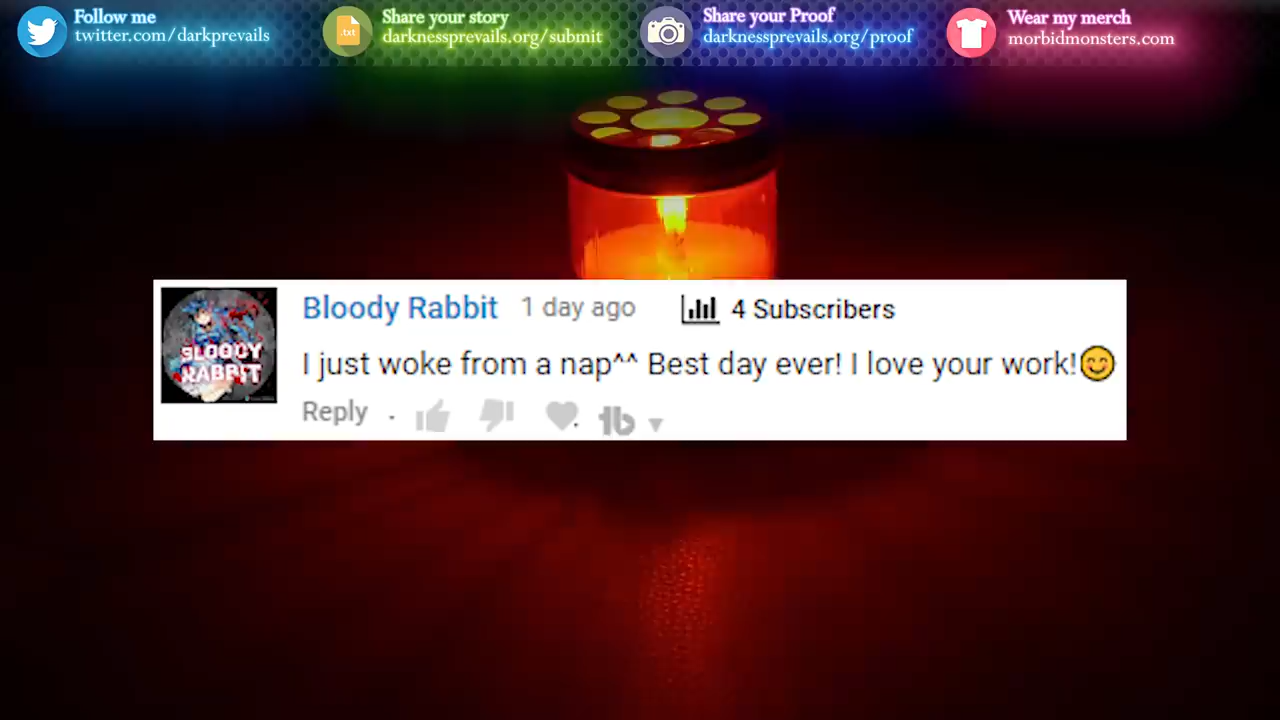 Follow me
twitter.com/darkprevails
Share your story
darknessprevails.org/submit
Share your Proof
darknessprevails.org/proof
Wear my merch
morbidmonsters.com
.txt
Bloody Rabbit 1 day ago 4 Subscribers
BLOODY
RABBIT
I just woke from a nap^^ Best day ever! I love your work!😊
Reply